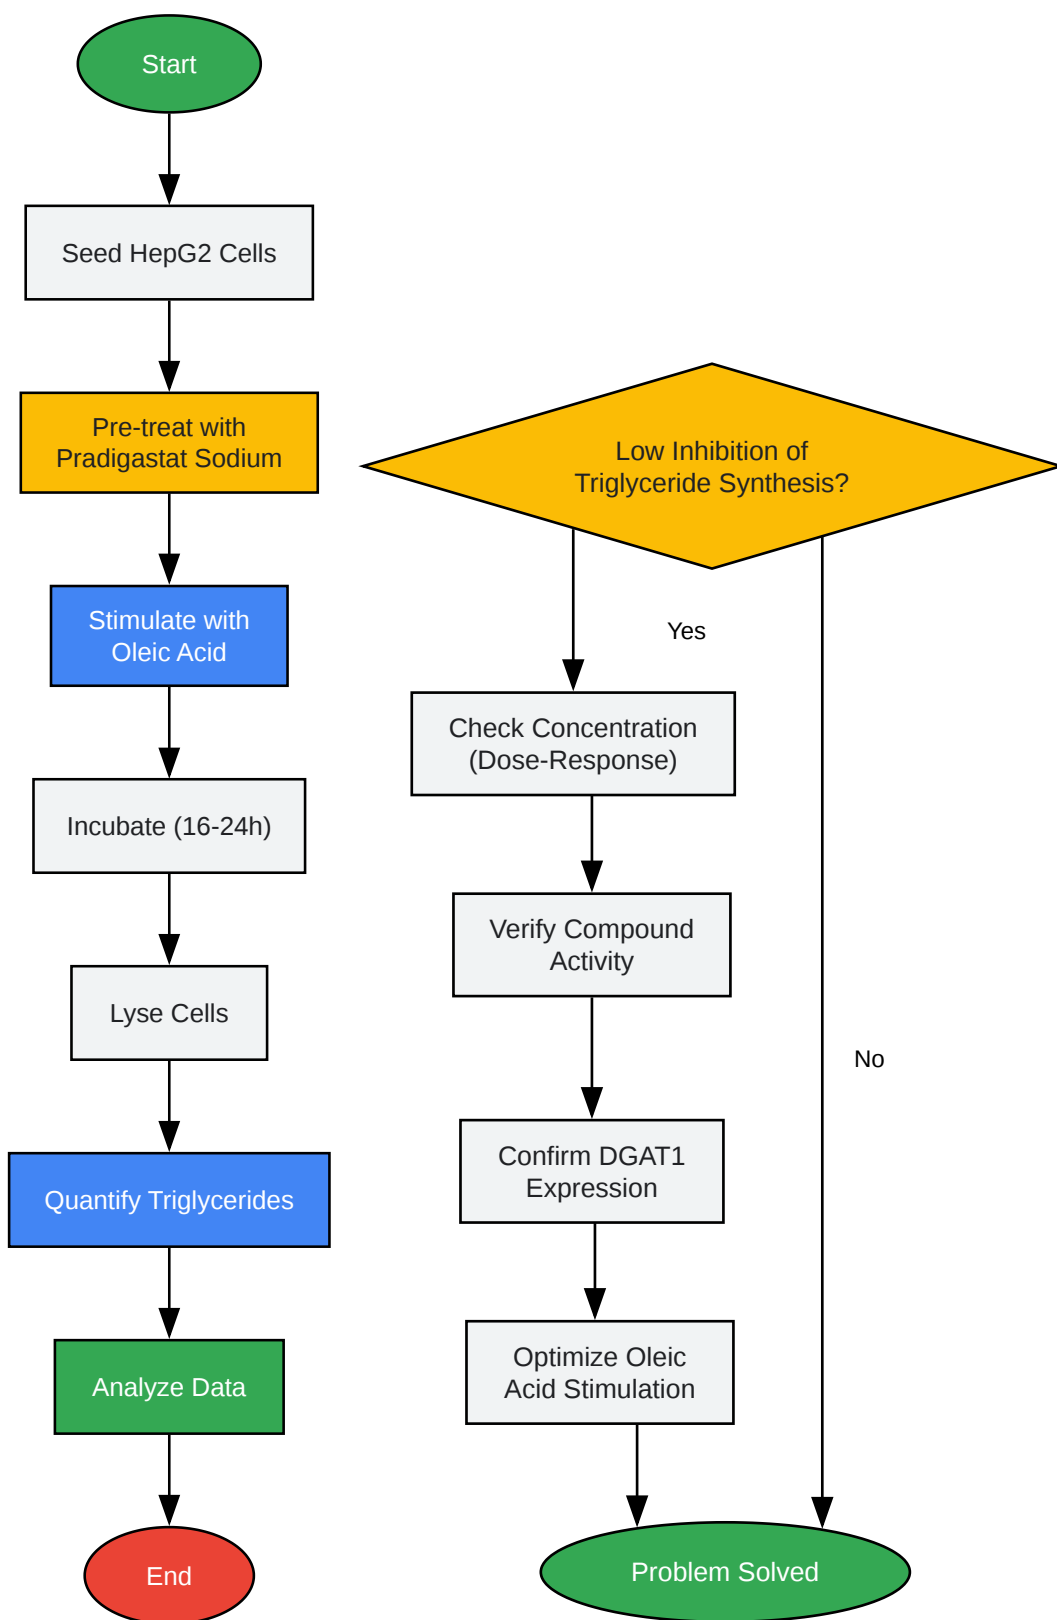 Start
Seed HepG2 Cells
Pre-treat with
Pradigastat Sodium
Stimulate with
Oleic Acid
Incubate (16-24h)
Lyse Cells
Quantify Triglycerides
Analyze Data
End
Low Inhibition of
Triglyceride Synthesis?
Yes
Check Concentration
(Dose-Response)
Verify Compound
Activity
No
Confirm DGAT1
Expression
Optimize Oleic
Acid Stimulation
Problem Solved